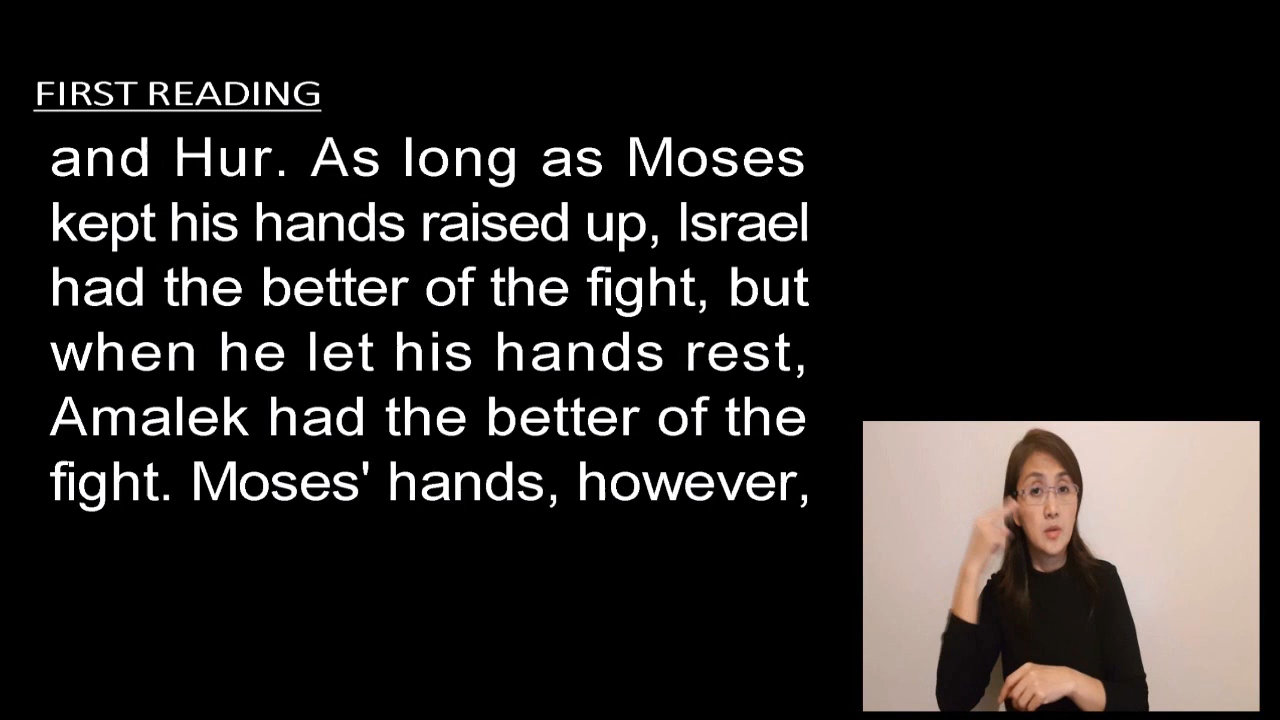 FIRST READING
and Hur. As long as Moses
kept his hands raised up, Israel
had the better of the fight, but
when he let his hands rest,
Amalek had the better of the
fight. Moses' hands, however,